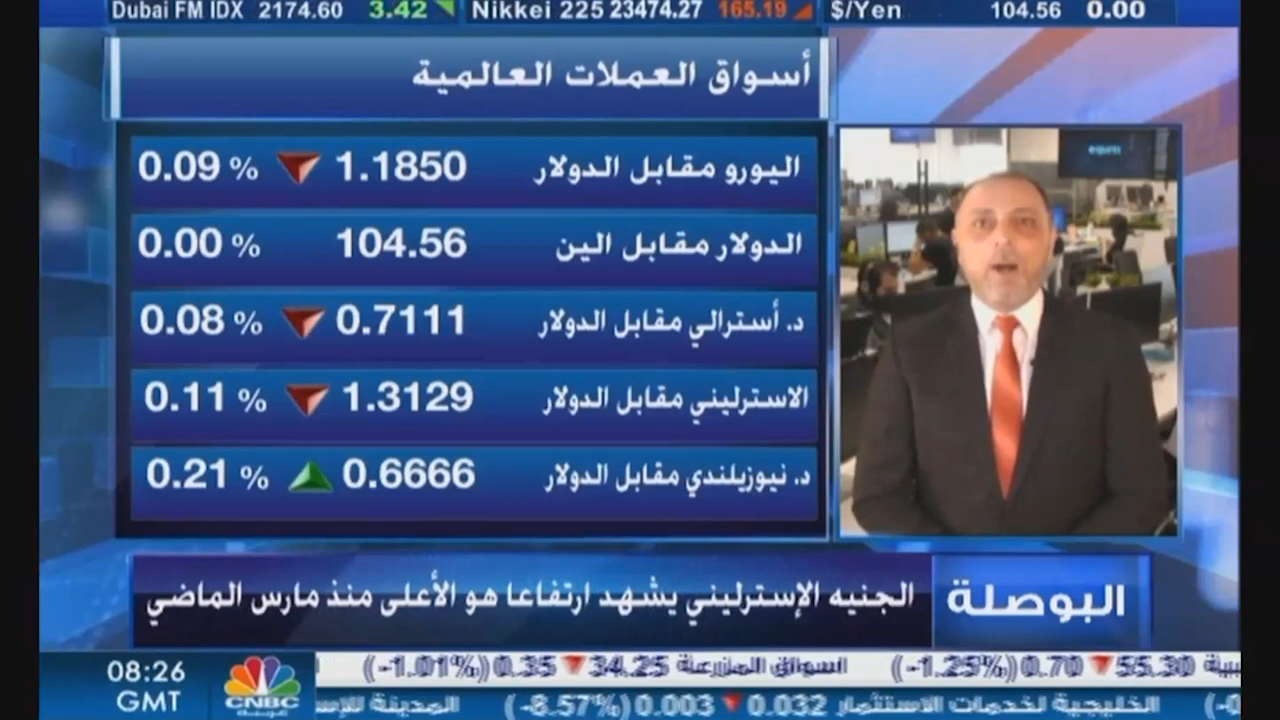 Dubai FM IDX 2174.60 3.42 Nikkei 225 23474.27 165.19 $/Yen 104.56 0.00
أسواق العملات العالمية
اليورو مقابل الدولار 1.1850 0.09 %
الدولار مقابل الين 104.56 0.00 %
د. أسترالي مقابل الدولار 0.7111 0.08 %
الاسترليني مقابل الدولار 1.3129 0.11 %
د. نيوزيلندي مقابل الدولار 0.6666 0.21 %
equiti
البوصلة
الجنيه الإسترليني يشهد ارتفاعا هو الأعلى منذ مارس الماضي
08:26
GMT
CNBC
عربية
55.30 0.70 (-1.25%) اسواق المزرعة 34.25 0.35 (-1.01%)
الخليجية لخدمات الاستثمار 0.032 0.003 (-8.57%) المدينة